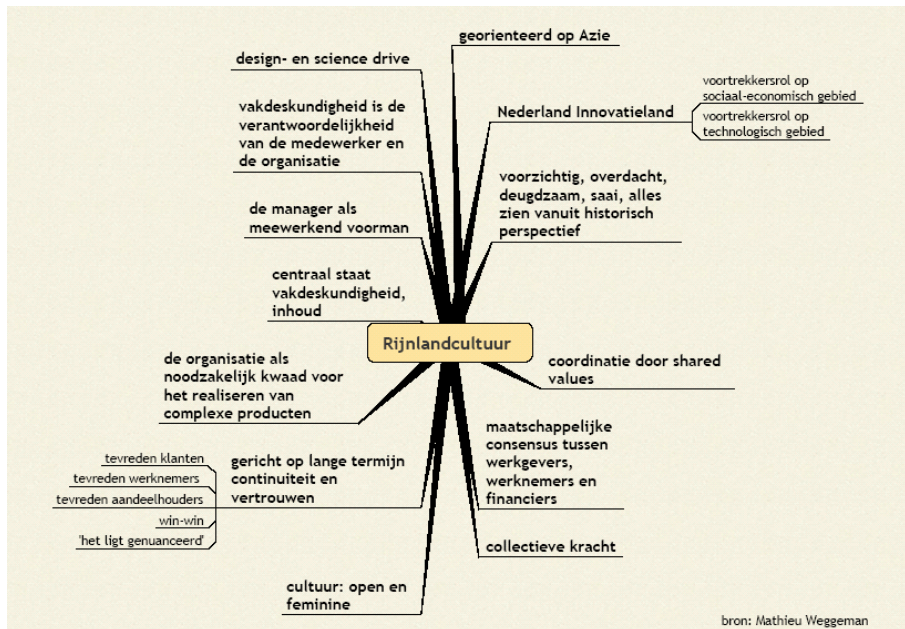 georienteerd op Azie
design- en science drive
voortrekkersrol op
sociaal-economisch gebied
Nederland Innovatieland
voortrekkersrol op
technologisch gebied
vakdeskundigheid is de
verantwoordelijkheid
van de medewerker en
de organisatie
voorzichtig, overdacht,
deugdzaam, saai, alles
zien vanuit historisch
perspectief
de manager als
meewerkend voorman
centraal staat
vakdeskundigheid,
inhoud
Rijnlandcultuur
de organisatie als
noodzakelijk kwaad voor
het realiseren van
complexe producten
coordinatie door shared
values
maatschappelijke
consensus tussen
werkgevers,
werknemers en
financiers
gericht op lange termijn
continuiteit en
vertrouwen
tevreden klanten
tevreden werknemers
tevreden aandeelhouders
win-win
'het ligt genuanceerd'
collectieve kracht
cultuur: open en
feminine
bron: Mathieu Weggeman